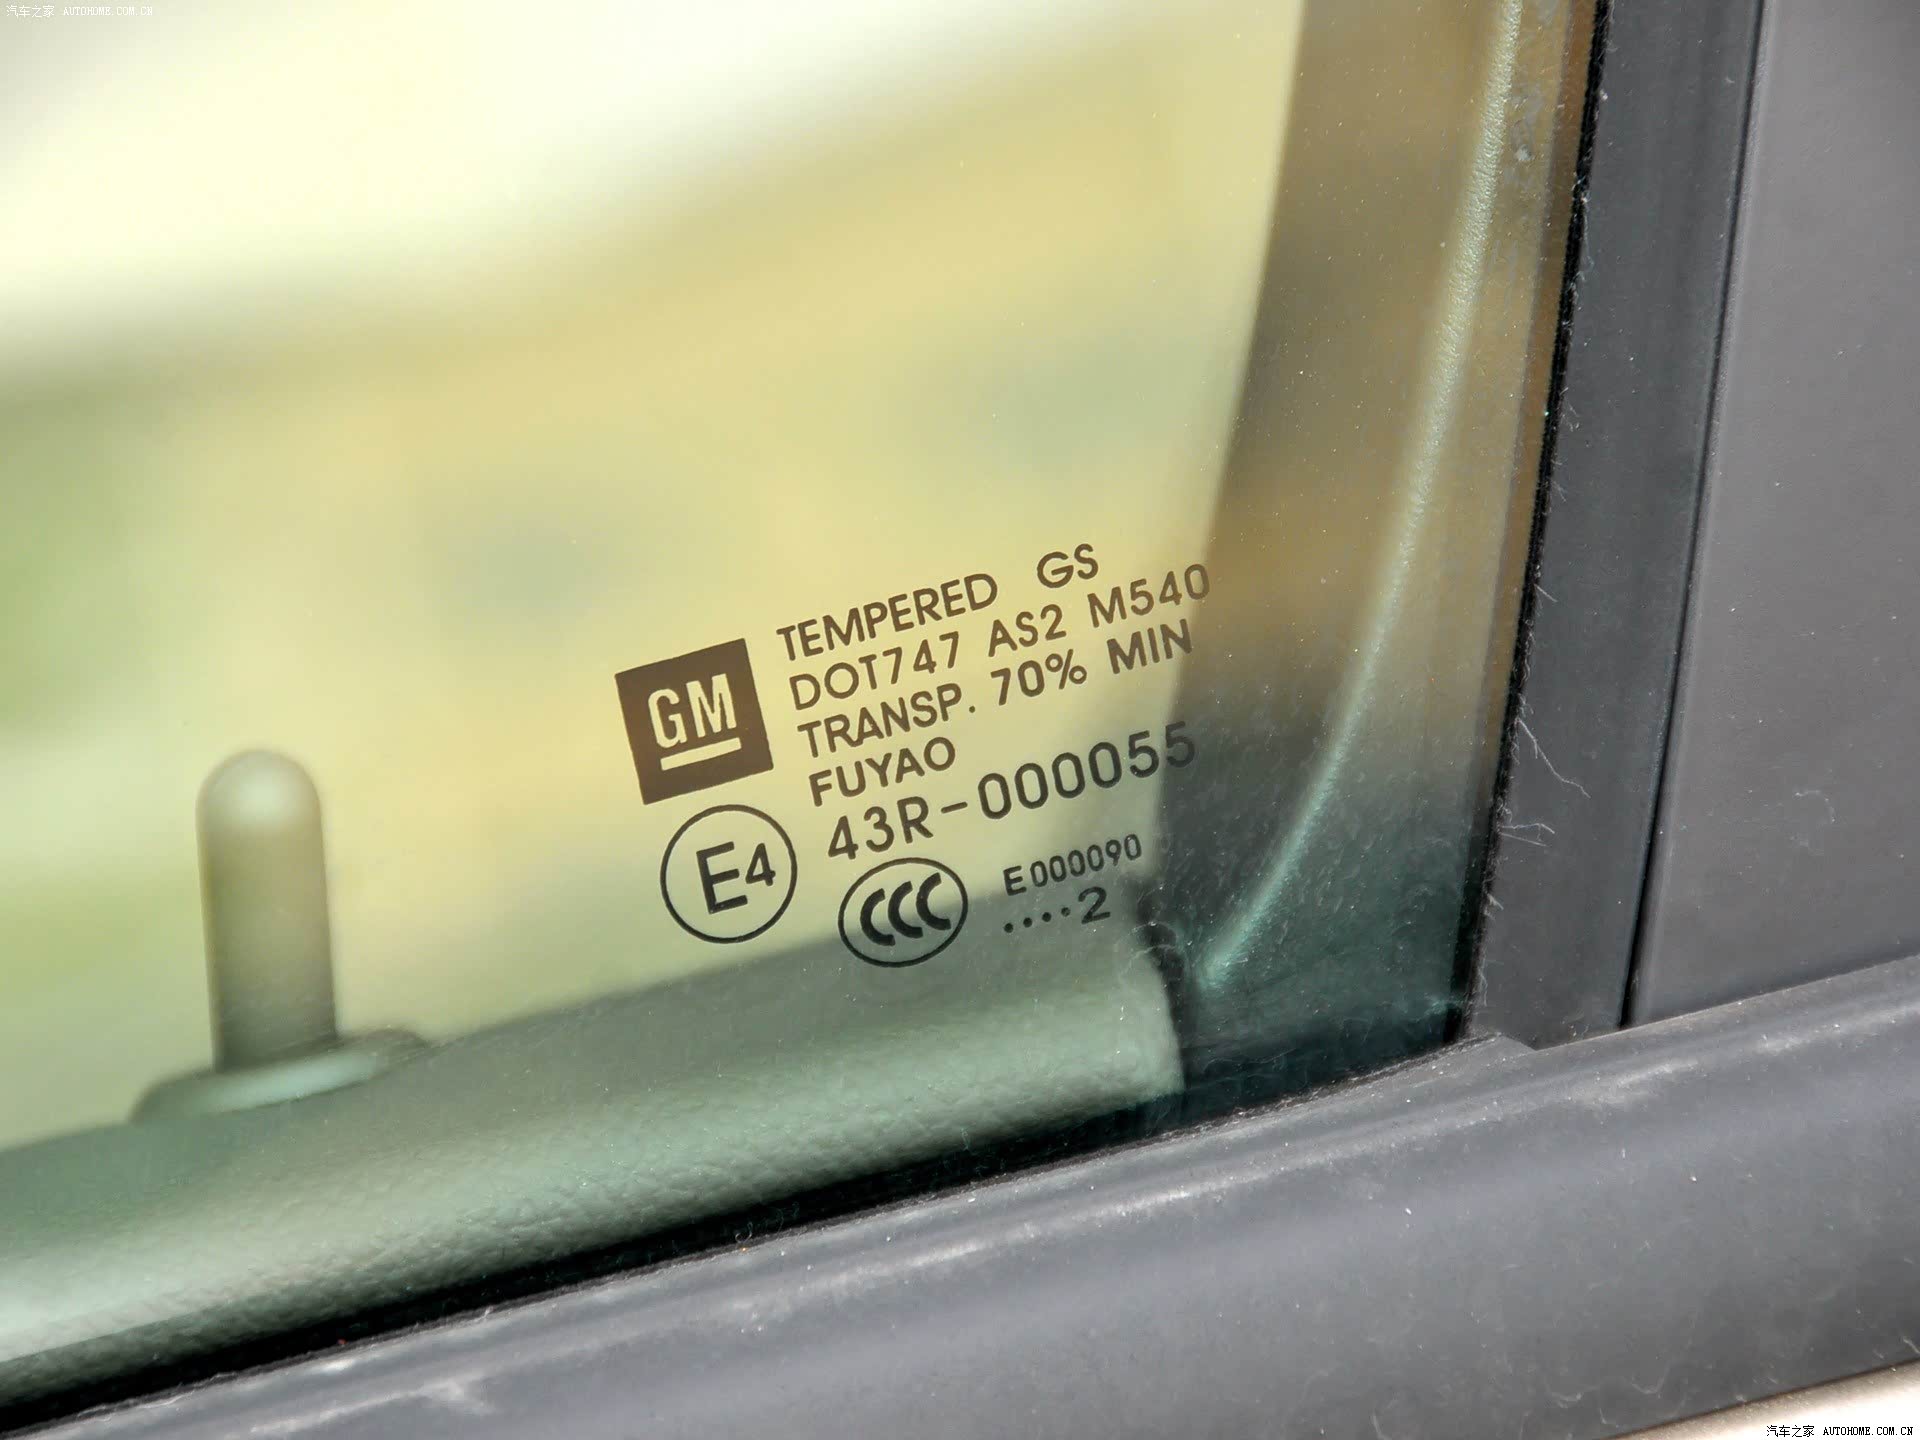 汽车之家 AUTOHOME.COM.CN
TEMPERED GS
DOT747 AS2 M540
TRANSP. 70% MIN
FUYAO
GM
43R-000055
E4
CCC
E000090
....2
汽车之家 AUTOHOME.COM.CN